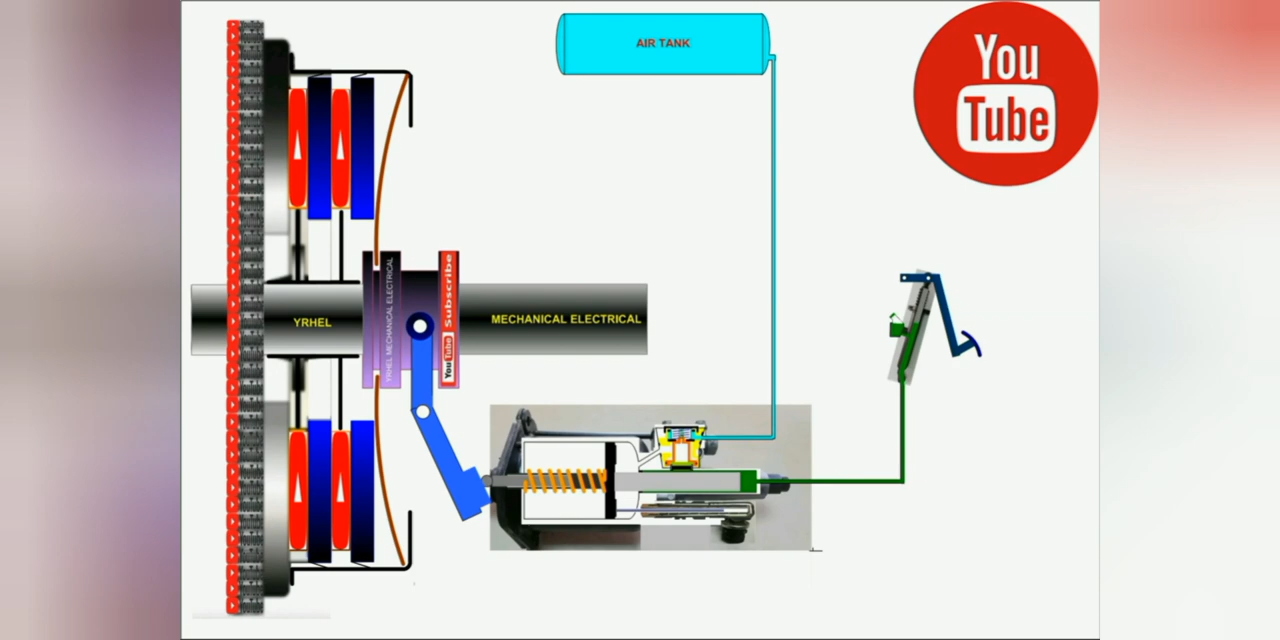 AIR TANK
You
Tube
YRHEL
YRHEL MECHANICAL ELECTRICAL
YouTube Subscribe
MECHANICAL ELECTRICAL